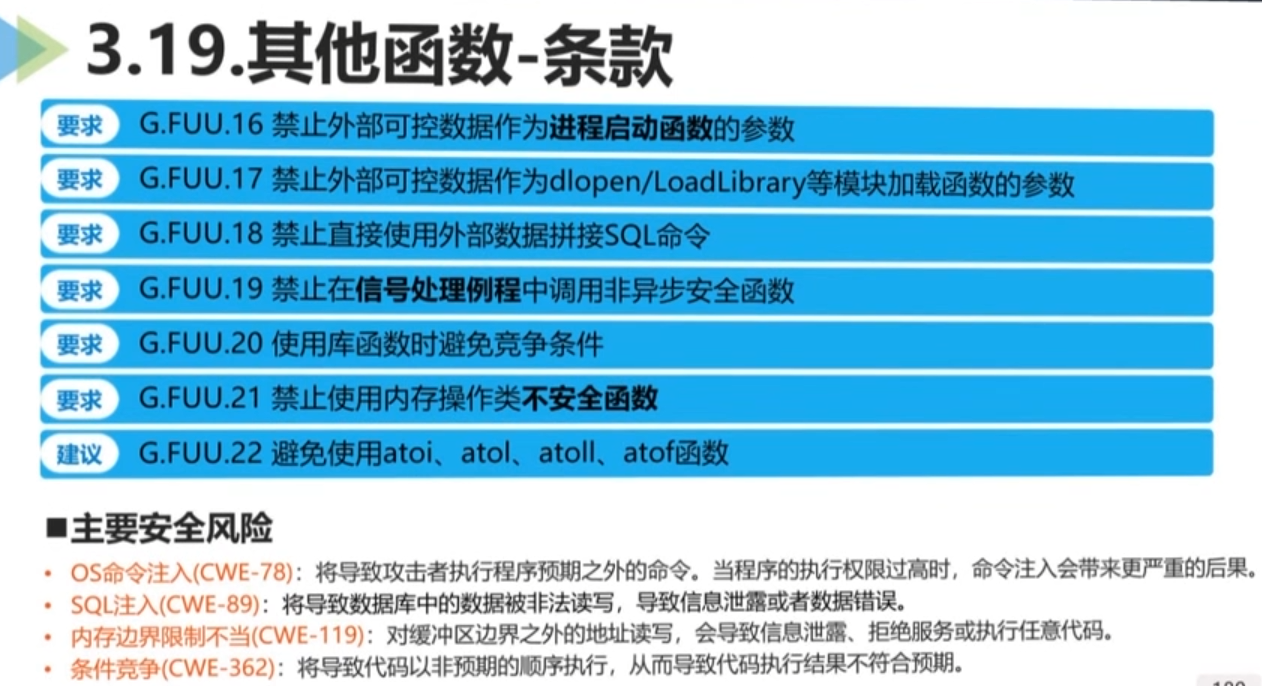 3.19.其他函数-条款
要求 G.FUU.16 禁止外部可控数据作为进程启动函数的参数
要求 G.FUU.17 禁止外部可控数据作为dlopen/LoadLibrary等模块加载函数的参数
要求 G.FUU.18 禁止直接使用外部数据拼接SQL命令
要求 G.FUU.19 禁止在信号处理例程中调用非异步安全函数
要求 G.FUU.20 使用库函数时避免竞争条件
要求 G.FUU.21 禁止使用内存操作类不安全函数
建议 G.FUU.22 避免使用atoi、atol、atoll、atof函数
■主要安全风险
• OS命令注入(CWE-78)：将导致攻击者执行程序预期之外的命令。当程序的执行权限过高时，命令注入会带来更严重的后果。
• SQL注入(CWE-89)：将导致数据库中的数据被非法读写，导致信息泄露或者数据错误。
• 内存边界限制不当(CWE-119)：对缓冲区边界之外的地址读写，会导致信息泄露、拒绝服务或执行任意代码。
• 条件竞争(CWE-362)：将导致代码以非预期的顺序执行，从而导致代码执行结果不符合预期。